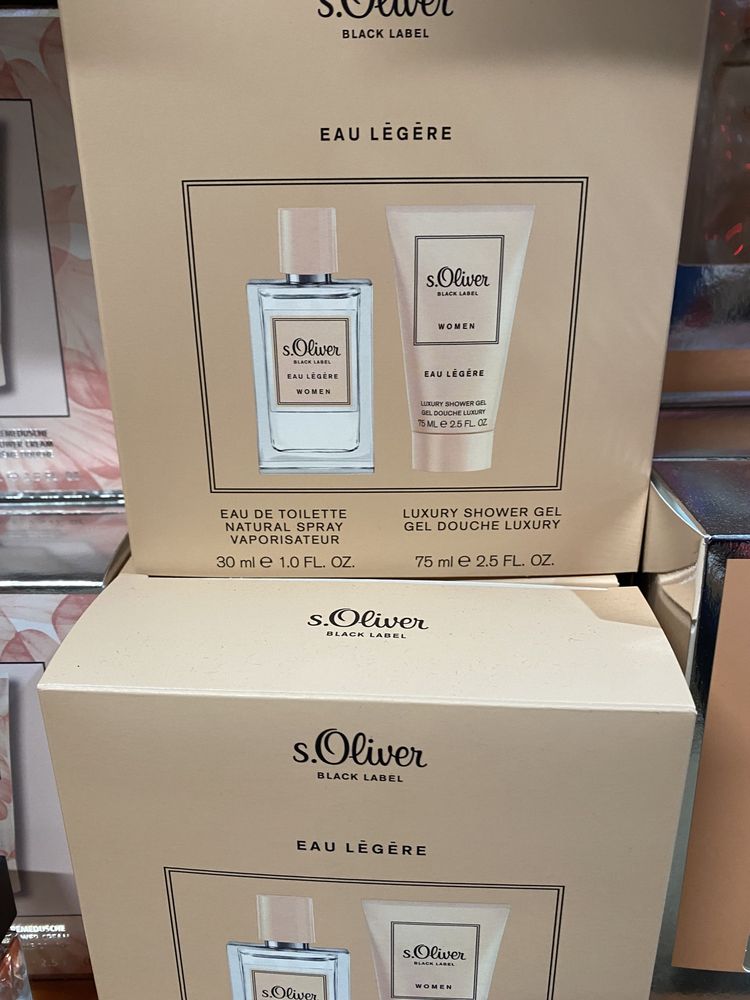 s.Oliver
BLACK LABEL
EAU LĒGĒRE
s.Oliver
BLACK LABEL
EAU LĒGĒRE
WOMEN
s.Oliver
BLACK LABEL
WOMEN
EAU LĒGĒRE
LUXURY SHOWER GEL
GEL DOUCHE LUXURY
75 ML ℮ 2.5 FL. OZ.
EAU DE TOILETTE
NATURAL SPRAY
VAPORISATEUR
30 ml ℮ 1.0 FL. OZ.
LUXURY SHOWER GEL
GEL DOUCHE LUXURY
75 ml ℮ 2.5 FL. OZ.
s.Oliver
BLACK LABEL
s.Oliver
BLACK LABEL
EAU LĒGĒRE
s.Oliver
s.Oliver
BLACK LABEL
WOMEN